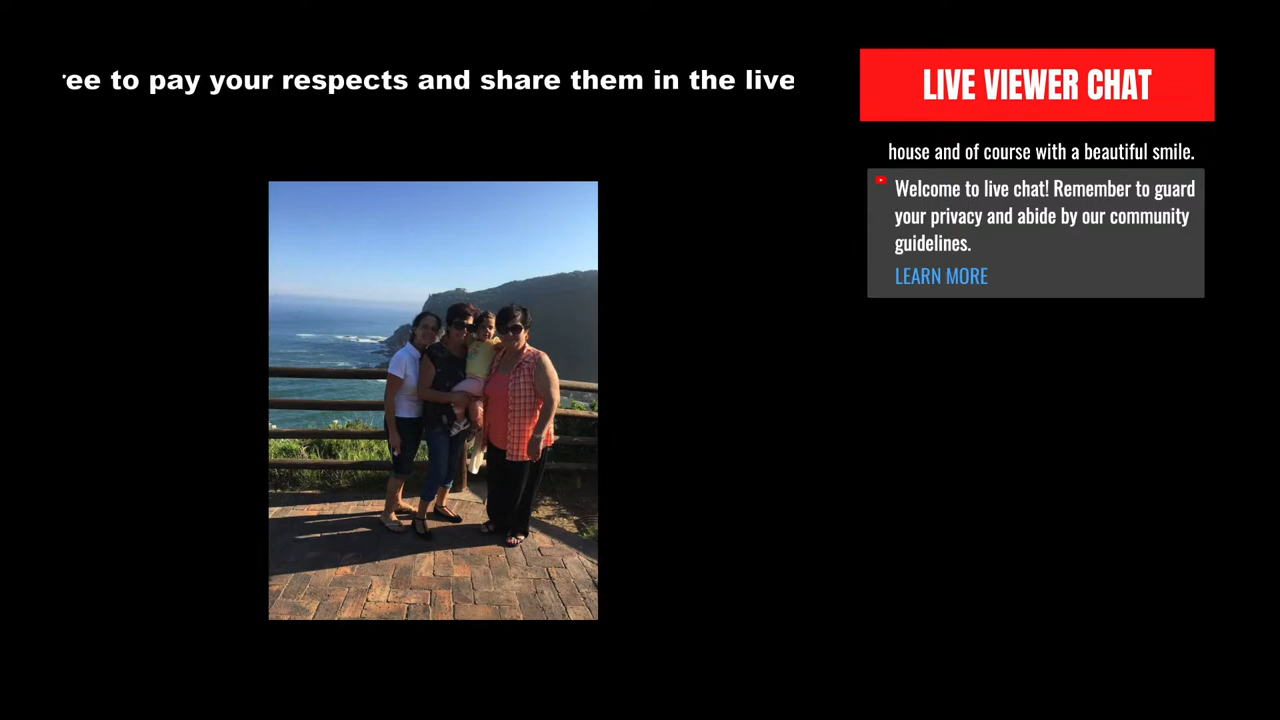 ee to pay your respects and share them in the live
LIVE VIEWER CHAT
house and of course with a beautiful smile.
Welcome to live chat! Remember to guard
your privacy and abide by our community
guidelines.
LEARN MORE